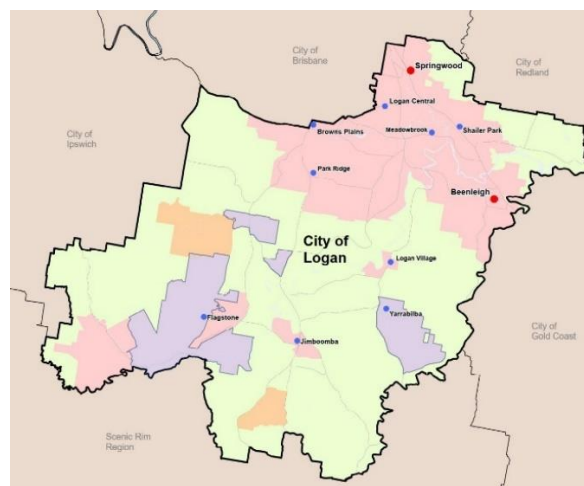 City of
Brisbane
Springwood
City of
Redland
Logan Central
Browns Plains
Meadowbrook
Shailer Park
City of
Ipswich
Park Ridge
Beenleigh
City of
Logan
Logan Village
Flagstone
Yarrabilba
City of
Gold Coast
Jimboomba
Scenic Rim
Region